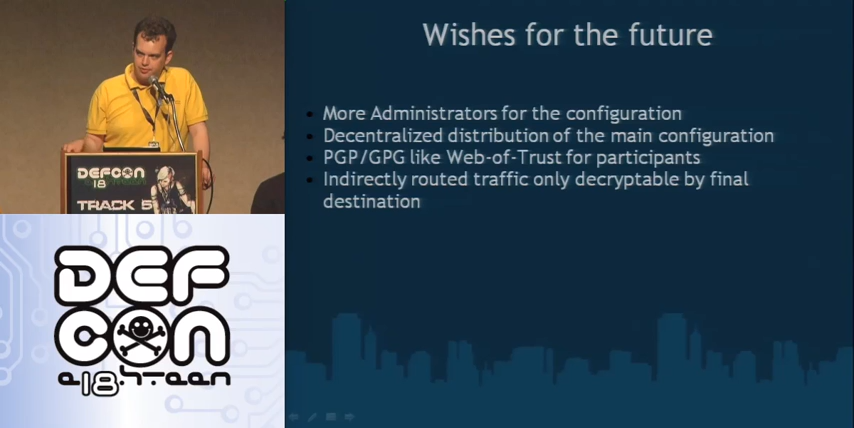 Wishes for the future
More Administrators for the configuration
Decentralized distribution of the main configuration
PGP/GPG like Web-of-Trust for participants
Indirectly routed traffic only decryptable by final
destination
DEFCON
18
TRACK 5
DEF
CON
e18hteen